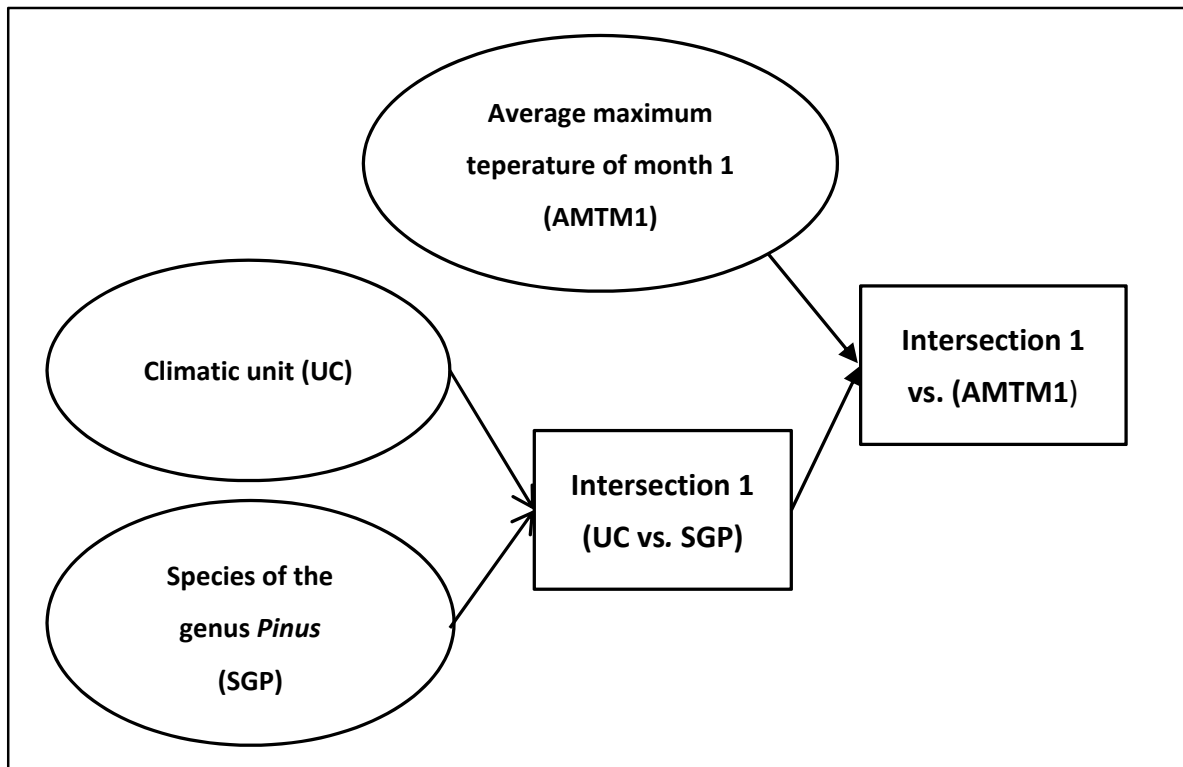 Average maximum
teperature of month 1
(AMTM1)
Climatic unit (UC)
Species of the
genus Pinus
(SGP)
Intersection 1
(UC vs. SGP)
Intersection 1
vs. (AMTM1)